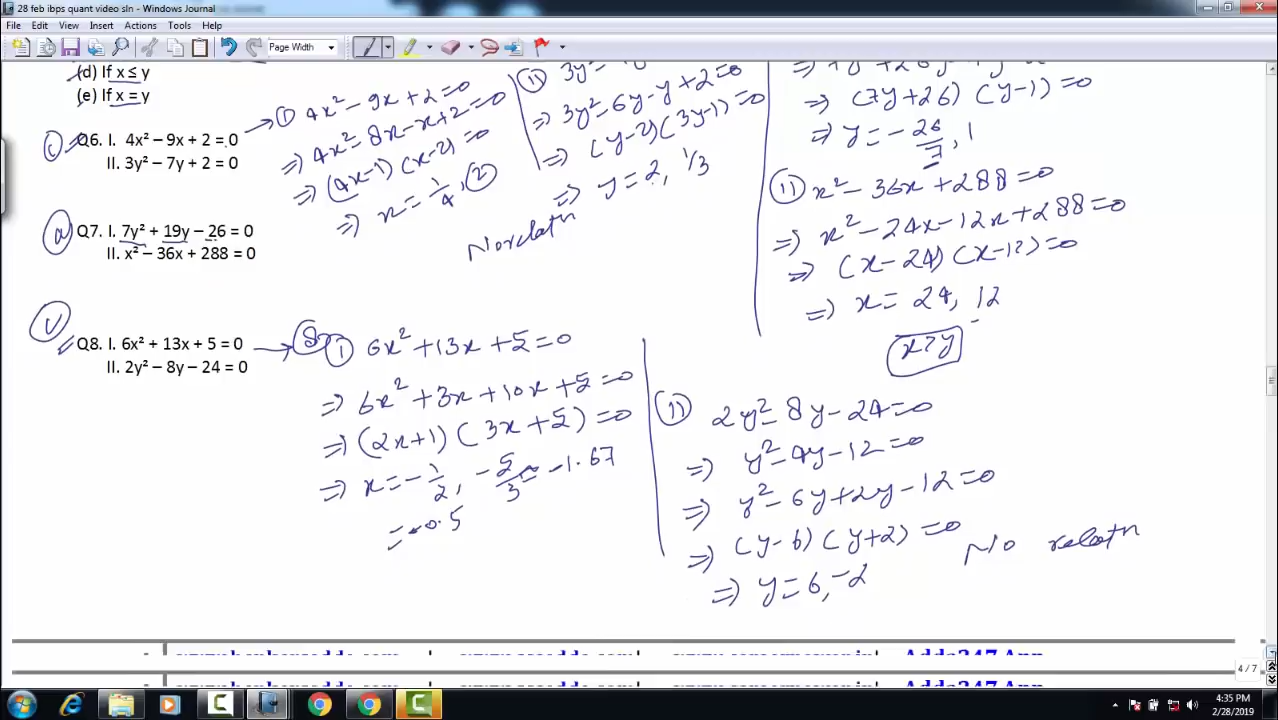 28 feb ibps quant video sln - Windows Journal
File Edit View Insert Actions Tools Help
Page Width
(d) If x ≤ y
(e) If x = y
(c) Q6. I. 4x² – 9x + 2 = 0
II. 3y² – 7y + 2 = 0
(a) Q7. I. 7y² + 19y – 26 = 0
II. x² – 36x + 288 = 0
Q8. I. 6x² + 13x + 5 = 0
II. 2y² – 8y – 24 = 0
(I) 4x² – 9x + 2 = 0
⇒ 4x² – 8x – x + 2 = 0
⇒ (4x – 1) (x – 2) = 0
⇒ x = 1/4, 2
(II)
⇒ 3y² – 6y – y + 2 = 0
⇒ (y – 2) (3y – 1) = 0
⇒ y = 2, 1/3
No relatn
⇒ (7y + 26) (y – 1) = 0
⇒ y = – 26/7, 1
(II) x² – 36x + 288 = 0
⇒ x² – 24x – 12x + 288 = 0
⇒ (x – 24) (x – 12) = 0
⇒ x = 24, 12
x > y
8) (I) 6x² + 13x + 5 = 0
⇒ 6x² + 3x + 10x + 5 = 0
⇒ (2x + 1) (3x + 5) = 0
⇒ x = – 1/2, – 5/3 = – 1.67
= – 0.5
(II) 2y² – 8y – 24 = 0
⇒ y² – 4y – 12 = 0
⇒ y² – 6y + 2y – 12 = 0
⇒ (y – 6) (y + 2) = 0
⇒ y = 6, –2
No relatn
Adda247 App
4 / 7
4:35 PM
2/28/2019